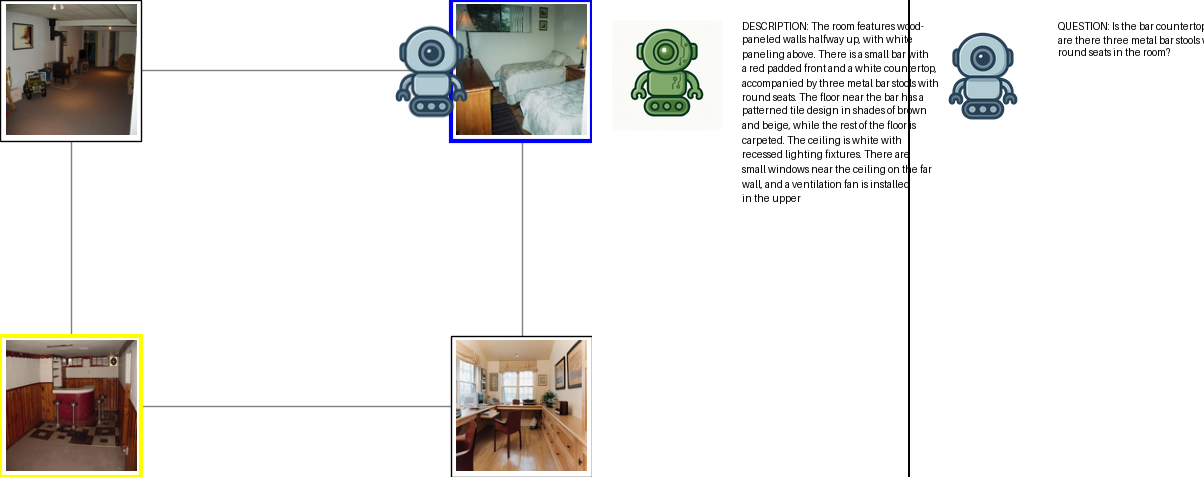 DESCRIPTION: The room features wood-
paneled walls halfway up, with white
paneling above. There is a small bar with
a red padded front and a white countertop,
accompanied by three metal bar stools with
round seats. The floor near the bar has a
patterned tile design in shades of brown
and beige, while the rest of the floor is
carpeted. The ceiling is white with
recessed lighting fixtures. There are
small windows near the ceiling on the far
wall, and a ventilation fan is installed
in the upper
QUESTION: Is the bar countertop
are there three metal bar stools
round seats in the room?